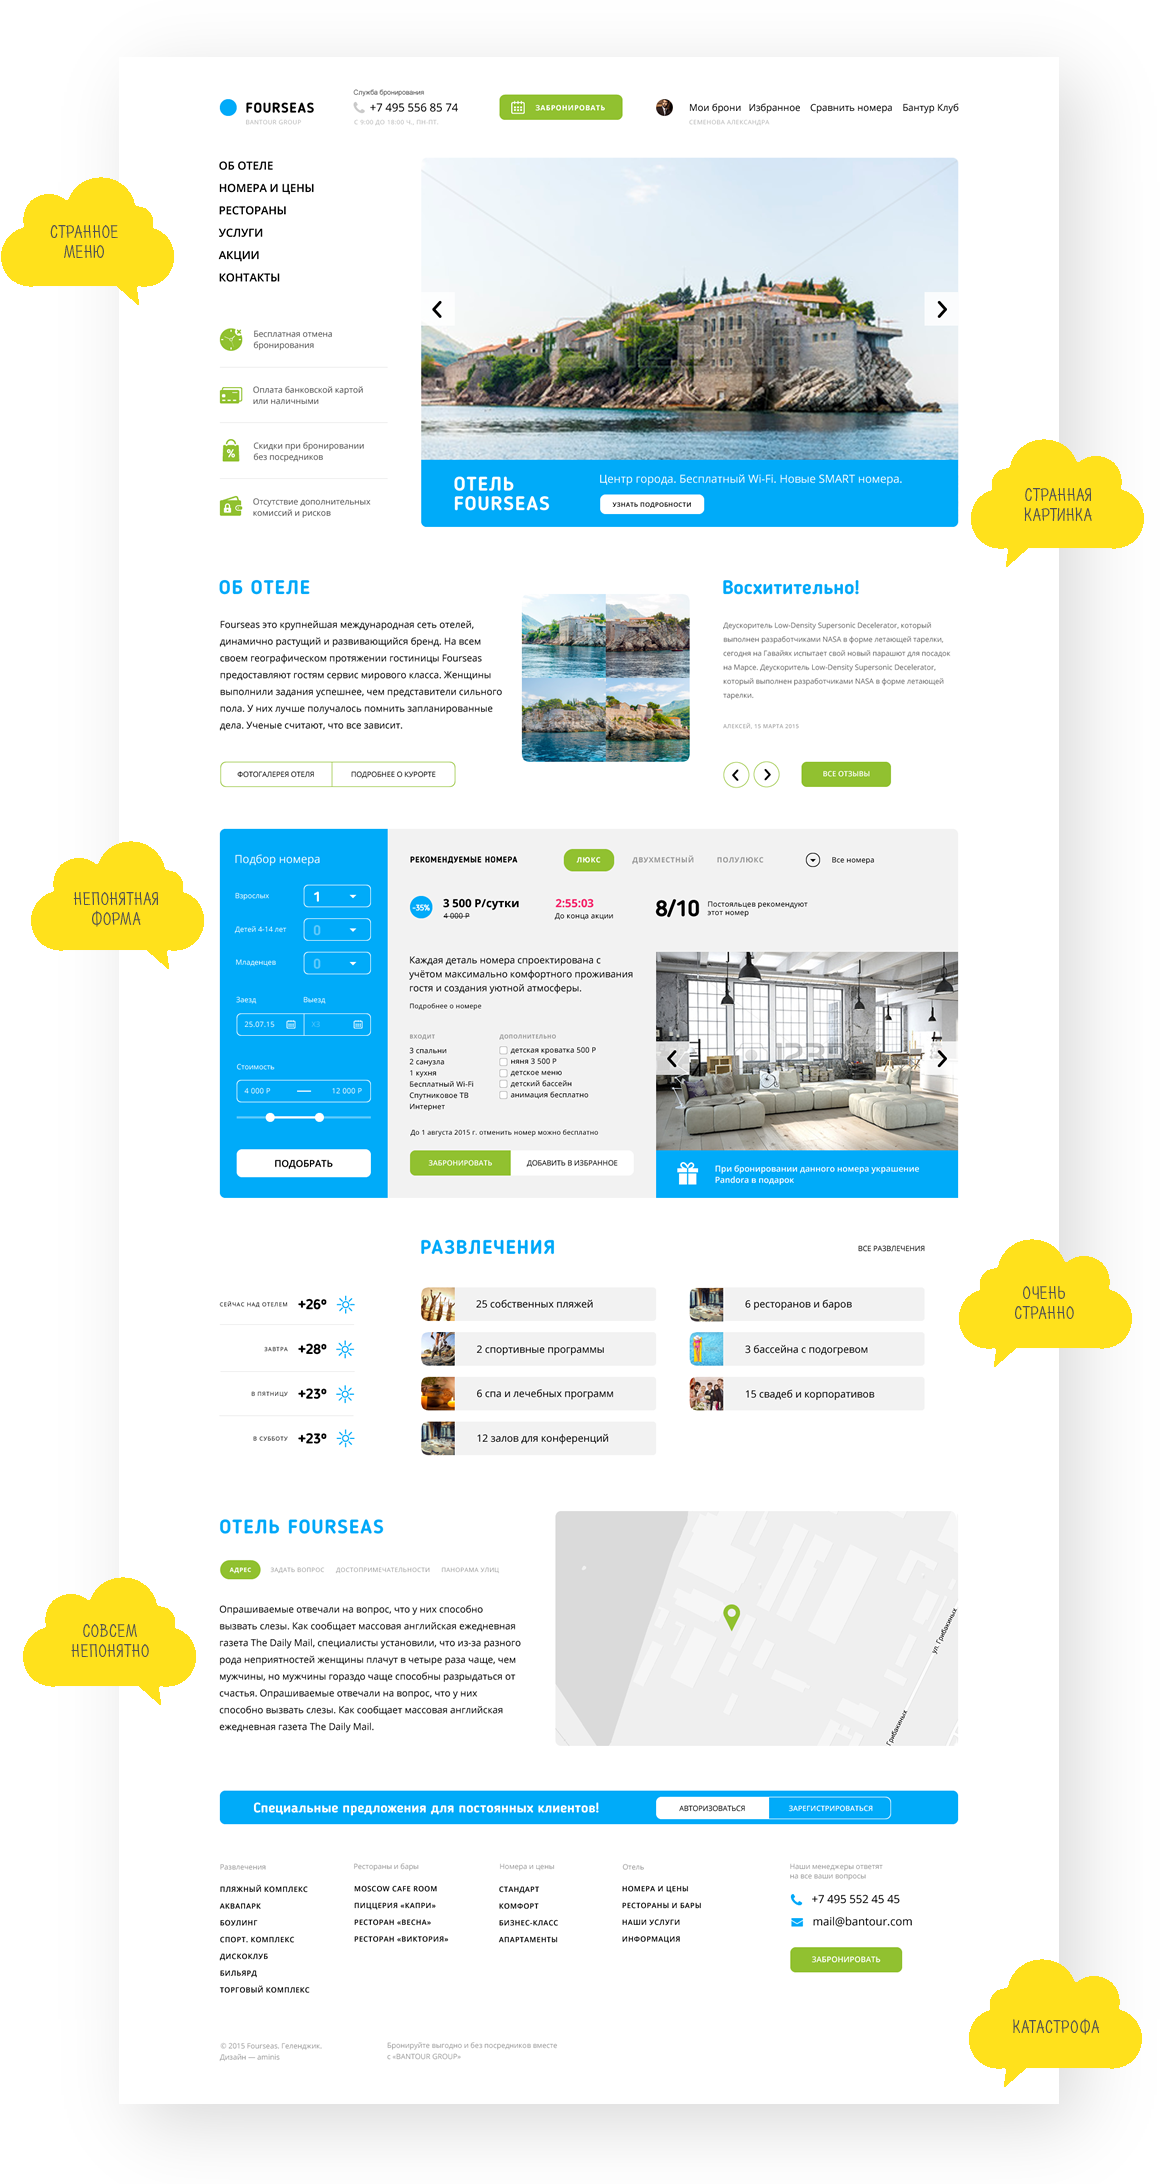 Служба бронирования
FOURSEAS
BANTOUR GROUP
+7 495 556 85 74
С 9:00 ДО 18:00 Ч., ПН-ПТ.
ЗАБРОНИРОВАТЬ
Мои брони Избранное Сравнить номера Бантур Клуб
СЕМЕНОВА АЛЕКСАНДРА
ОБ ОТЕЛЕ
НОМЕРА И ЦЕНЫ
РЕСТОРАНЫ
УСЛУГИ
АКЦИИ
КОНТАКТЫ
СТРАННОЕ
МЕНЮ
Бесплатная отмена
бронирования
Оплата банковской картой
или наличными
Скидки при бронировании
без посредников
Отсутствие дополнительных
комиссий и рисков
ОТЕЛЬ
FOURSEAS
Центр города. Бесплатный Wi-Fi. Новые SMART номера.
УЗНАТЬ ПОДРОБНОСТИ
СТРАННАЯ
КАРТИНКА
ОБ ОТЕЛЕ
Fourseas это крупнейшая международная сеть отелей,
динамично растущий и развивающийся бренд. На всем
своем географическом протяжении гостиницы Fourseas
предоставляют гостям сервис мирового класса. Женщины
выполнили задания успешнее, чем представители сильного
пола. У них лучше получалось помнить запланированные
дела. Ученые считают, что все зависит.
ФОТОГАЛЕРЕЯ ОТЕЛЯ
ПОДРОБНЕЕ О КУРОРТЕ
Восхитительно!
Деускоритель Low-Density Supersonic Decelerator, который
выполнен разработчиками NASA в форме летающей тарелки,
сегодня на Гавайях испытает свой новый парашют для посадок
на Марсе. Деускоритель Low-Density Supersonic Decelerator,
который выполнен разработчиками NASA в форме летающей
тарелки.
АЛЕКСЕЙ, 15 МАРТА 2015
ВСЕ ОТЗЫВЫ
НЕПОНЯТНАЯ
ФОРМА
Подбор номера
Взрослых
1
Детей 4-14 лет
0
Младенцев
0
Заезд
Выезд
25.07.15
Стоимость
4 000 Р
12 000 Р
ПОДОБРАТЬ
РЕКОМЕНДУЕМЫЕ НОМЕРА
ЛЮКС
ДВУХМЕСТНЫЙ
ПОЛУЛЮКС
Все номера
-35%
3 500 Р/сутки
4 000 Р
2:55:03
До конца акции
8/10
Постояльцев рекомендуют
этот номер
Каждая деталь номера спроектирована с
учётом максимально комфортного проживания
гостя и создания уютной атмосферы.
Подробнее о номере
ВХОДИТ
3 спальни
2 санузла
1 кухня
Бесплатный Wi-Fi
Спутниковое ТВ
Интернет
ДОПОЛНИТЕЛЬНО
детская кроватка 500 Р
няня 3 500 Р
детское меню
детский бассейн
анимация бесплатно
До 1 августа 2015 г. отменить номер можно бесплатно
ЗАБРОНИРОВАТЬ
ДОБАВИТЬ В ИЗБРАННОЕ
При бронировании данного номера украшение
Pandora в подарок
РАЗВЛЕЧЕНИЯ
ВСЕ РАЗВЛЕЧЕНИЯ
СЕЙЧАС НАД ОТЕЛЕМ +26°
ЗАВТРА +28°
В ПЯТНИЦУ +23°
В СУББОТУ +23°
25 собственных пляжей
2 спортивные программы
6 спа и лечебных программ
12 залов для конференций
6 ресторанов и баров
3 бассейна с подогревом
15 свадеб и корпоративов
ОЧЕНЬ
СТРАННО
ОТЕЛЬ FOURSEAS
АДРЕС
ЗАДАТЬ ВОПРОС
ДОСТОПРИМЕЧАТЕЛЬНОСТИ
ПАНОРАМА УЛИЦ
Опрашиваемые отвечали на вопрос, что у них способно
вызвать слезы. Как сообщает массовая английская ежедневная
газета The Daily Mail, специалисты установили, что из-за разного
рода неприятностей женщины плачут в четыре раза чаще, чем
мужчины, но мужчины гораздо чаще способны разрыдаться от
счастья. Опрашиваемые отвечали на вопрос, что у них
способно вызвать слезы. Как сообщает массовая английская
ежедневная газета The Daily Mail.
СОВСЕМ
НЕПОНЯТНО
ул. Грибакиных
Грибакиных
Специальные предложения для постоянных клиентов!
АВТОРИЗОВАТЬСЯ
ЗАРЕГИСТРИРОВАТЬСЯ
Развлечения
ПЛЯЖНЫЙ КОМПЛЕКС
АКВАПАРК
БОУЛИНГ
СПОРТ. КОМПЛЕКС
ДИСКОКЛУБ
БИЛЬЯРД
ТОРГОВЫЙ КОМПЛЕКС
Рестораны и бары
MOSCOW CAFE ROOM
ПИЦЦЕРИЯ «КАПРИ»
РЕСТОРАН «ВЕСНА»
РЕСТОРАН «ВИКТОРИЯ»
Номера и цены
СТАНДАРТ
КОМФОРТ
БИЗНЕС-КЛАСС
АПАРТАМЕНТЫ
Отель
НОМЕРА И ЦЕНЫ
РЕСТОРАНЫ И БАРЫ
НАШИ УСЛУГИ
ИНФОРМАЦИЯ
Наши менеджеры ответят
на все ваши вопросы
+7 495 552 45 45
mail@bantour.com
ЗАБРОНИРОВАТЬ
КАТАСТРОФА
© 2015 Fourseas. Геленджик.
Дизайн — aminis
Бронируйте выгодно и без посредников вместе
с «BANTOUR GROUP»